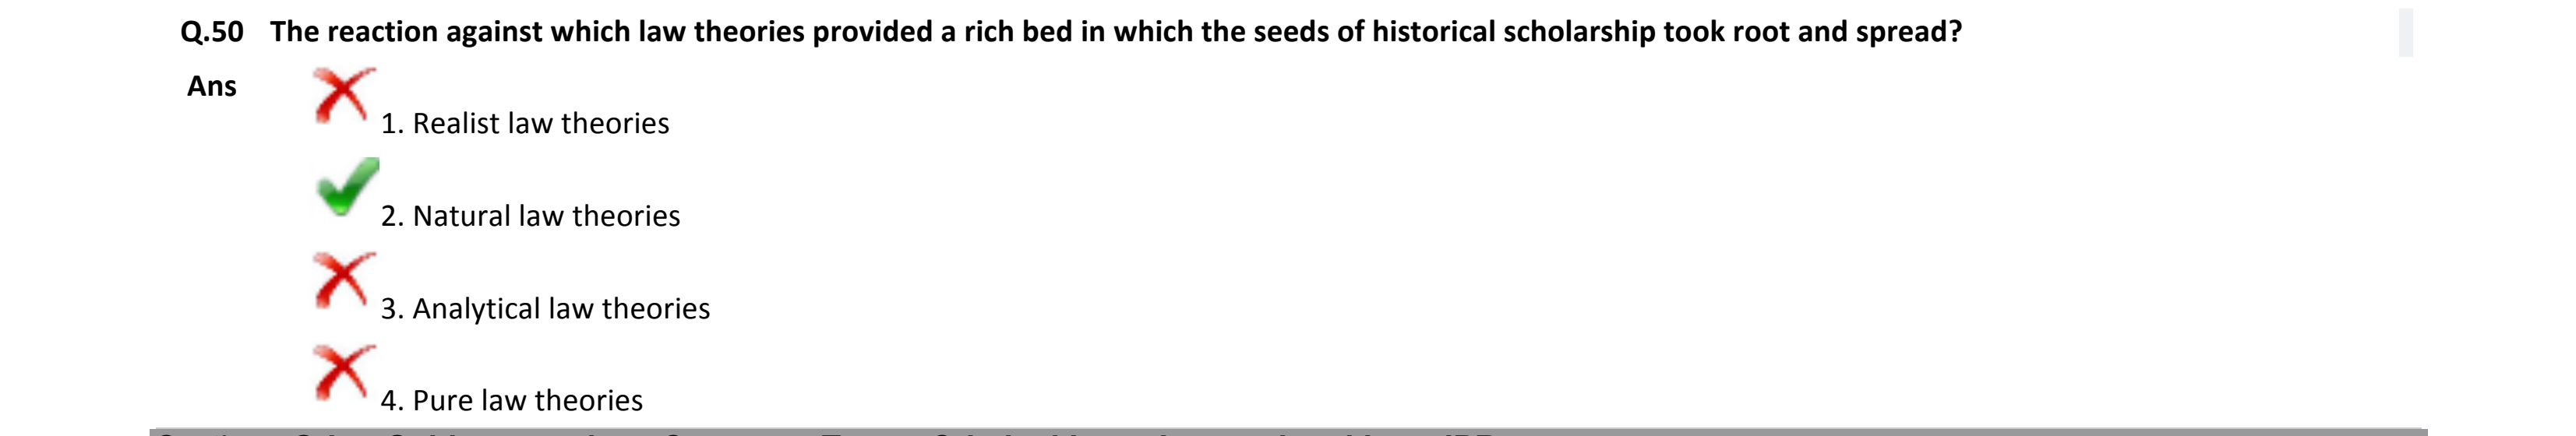 Q.50 The reaction against which law theories provided a rich bed in which the seeds of historical scholarship took root and spread?
Ans
1. Realist law theories
2. Natural law theories
3. Analytical law theories
4. Pure law theories